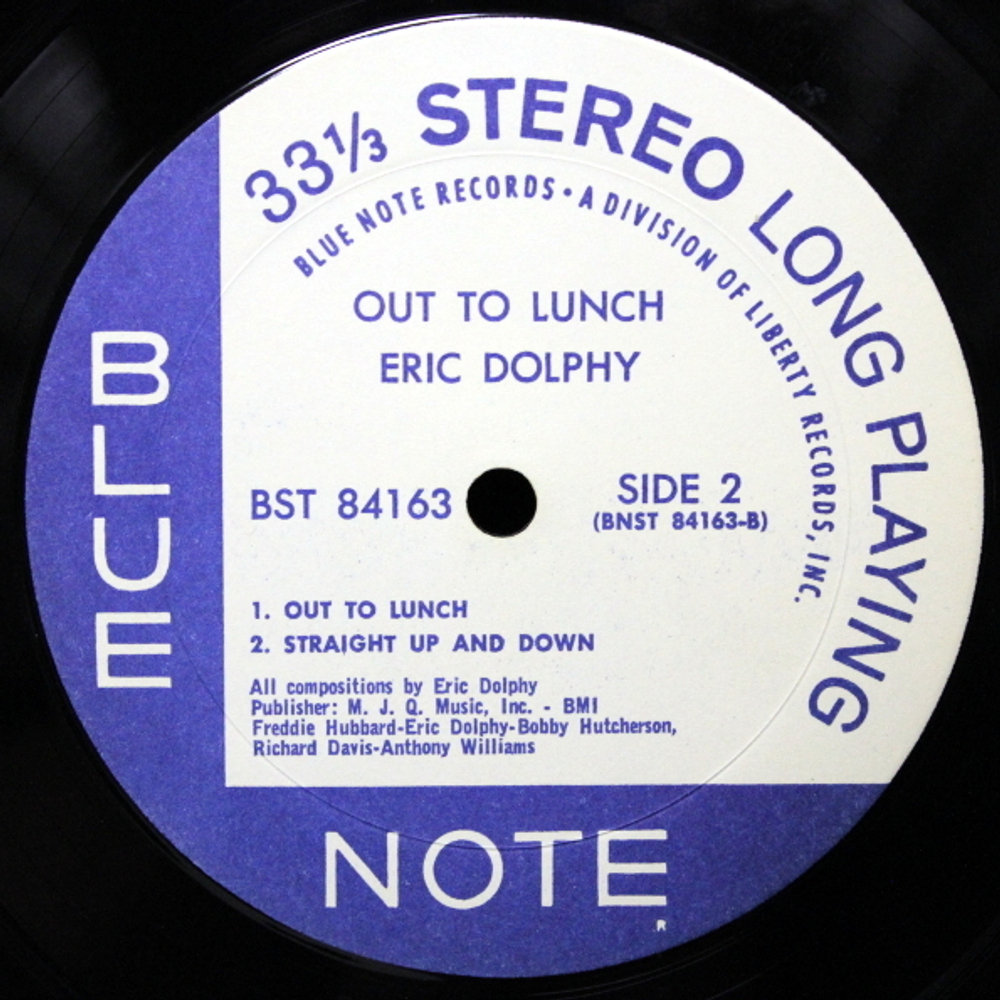 33⅓ STEREO LONG PLAYING
BLUE NOTE RECORDS • A DIVISION OF LIBERTY RECORDS, INC.
OUT TO LUNCH
ERIC DOLPHY
BST 84163
SIDE 2
(BNST 84163-B)
1. OUT TO LUNCH
2. STRAIGHT UP AND DOWN
All compositions by Eric Dolphy
Publisher: M. J. Q. Music, Inc. - BMI
Freddie Hubbard-Eric Dolphy-Bobby Hutcherson,
Richard Davis-Anthony Williams
BLUE
NOTE
R